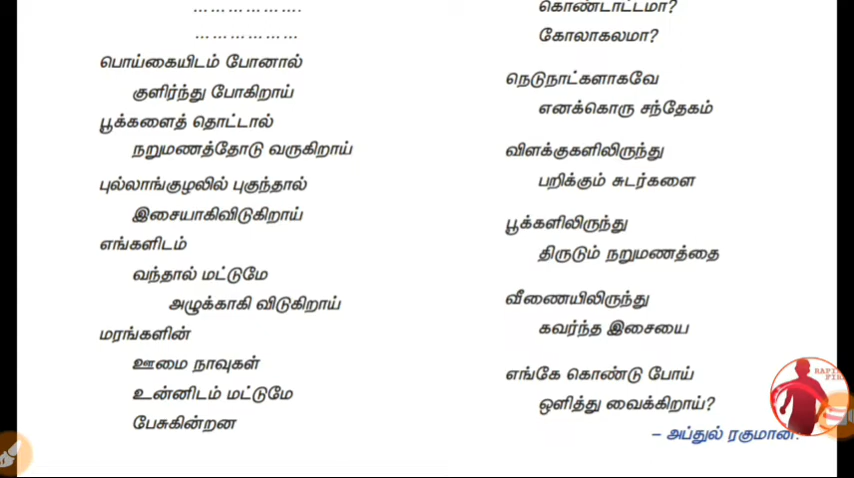 ... ... ... ... ... ....
... ... ... ... ... ...
பொய்கையிடம் போனால்
குளிர்ந்து போகிறாய்
பூக்களைத் தொட்டால்
நறுமணத்தோடு வருகிறாய்
புல்லாங்குழலில் புகுந்தால்
இசையாகிவிடுகிறாய்
எங்களிடம்
வந்தால் மட்டுமே
அழுக்காகி விடுகிறாய்
மரங்களின்
ஊமை நாவுகள்
உன்னிடம் மட்டுமே
பேசுகின்றன
கொண்டாட்டமா?
கோலாகலமா?
நெடுநாட்களாகவே
எனக்கொரு சந்தேகம்
விளக்குகளிலிருந்து
பறிக்கும் சுடர்களை
பூக்களிலிருந்து
திருடும் நறுமணத்தை
வீணையிலிருந்து
கவர்ந்த இசையை
எங்கே கொண்டு போய்
ஒளித்து வைக்கிறாய்?
– அப்துல் ரகுமான்.